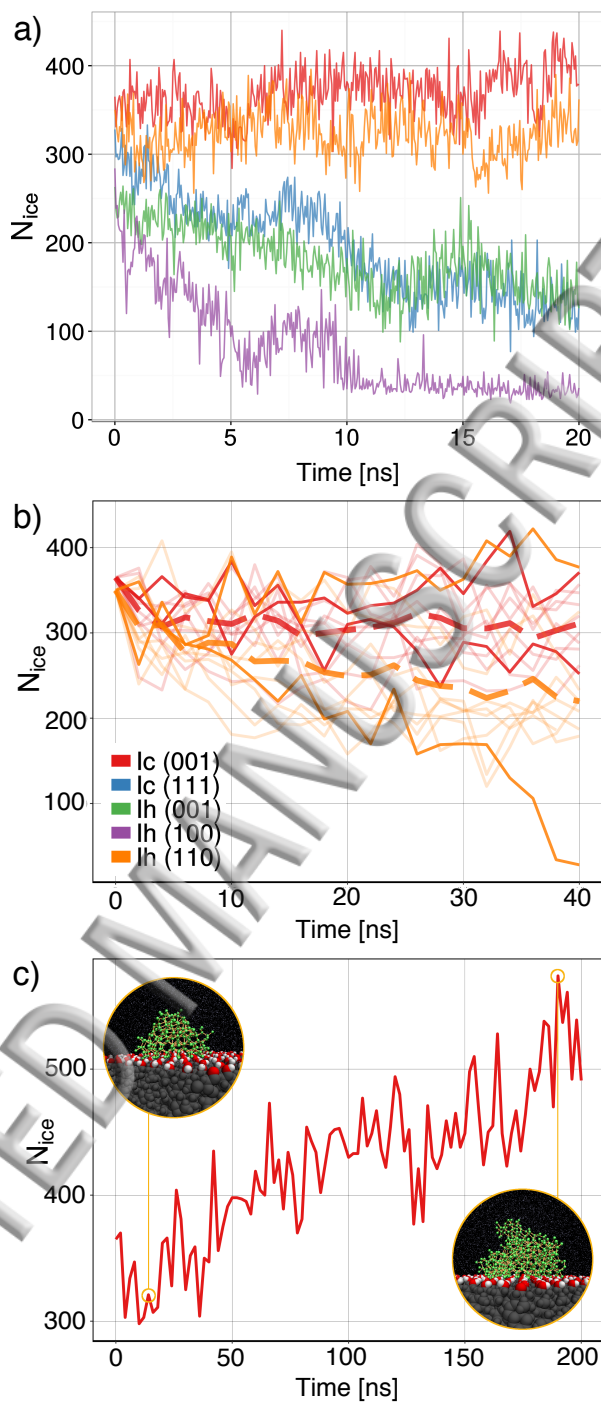 a)
400
300
200
100
0
N_ice
0 5 10 15 20
Time [ns]
b)
400
300
200
100
N_ice
Ic (001)
Ic (111)
Ih (001)
Ih (100)
Ih (110)
0 10 20 30 40
Time [ns]
c)
500
400
300
N_ice
0 50 100 150 200
Time [ns]
TED MANUSCRIPT